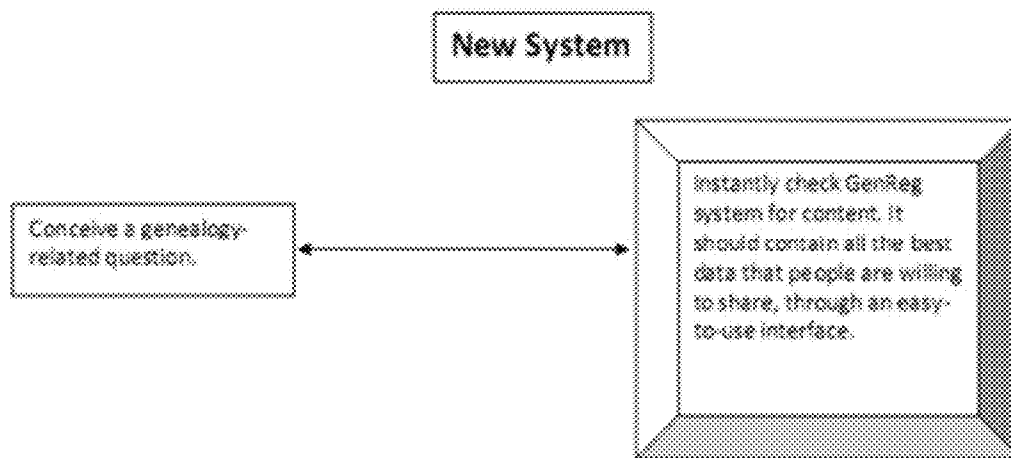 New System
Conceive a genealogy-
related question.
Instantly check GenReg
system for content. It
should contain all the best
data that people are willing
to share, through an easy-
to-use interface.